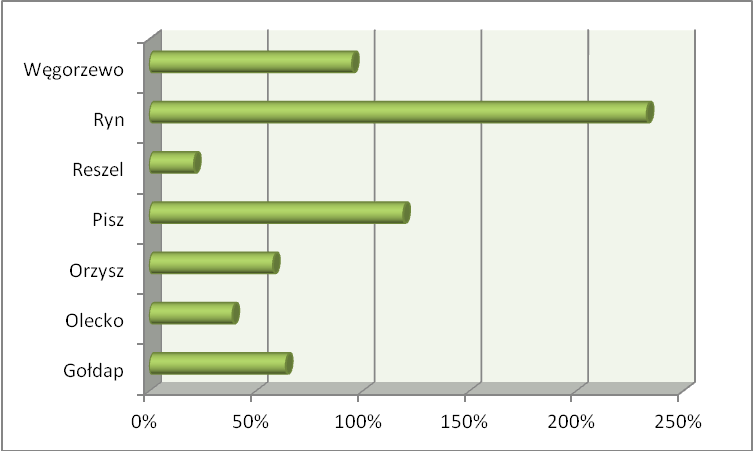 Węgorzewo
Ryn
Reszel
Pisz
Orzysz
Olecko
Gołdap
0% 50% 100% 150% 200% 250%